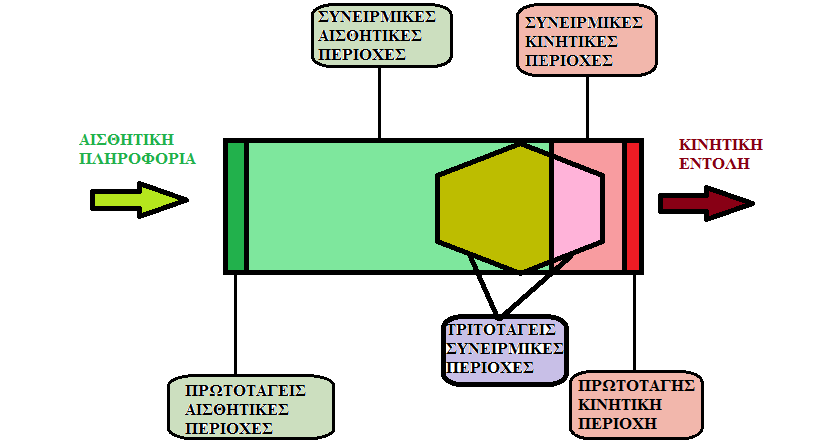 ΣΥΝΕΙΡΜΙΚΕΣ
ΑΙΣΘΗΤΙΚΕΣ
ΠΕΡΙΟΧΕΣ
ΣΥΝΕΙΡΜΙΚΕΣ
ΚΙΝΗΤΙΚΕΣ
ΠΕΡΙΟΧΕΣ
ΑΙΣΘΗΤΙΚΗ
ΠΛΗΡΟΦΟΡΙΑ
ΚΙΝΗΤΙΚΗ
ΕΝΤΟΛΗ
ΤΡΙΤΟΤΑΓΕΙΣ
ΣΥΝΕΙΡΜΙΚΕΣ
ΠΕΡΙΟΧΕΣ
ΠΡΩΤΟΤΑΓΕΙΣ
ΑΙΣΘΗΤΙΚΕΣ
ΠΕΡΙΟΧΕΣ
ΠΡΩΤΟΤΑΓΗΣ
ΚΙΝΗΤΙΚΗ
ΠΕΡΙΟΧΗ